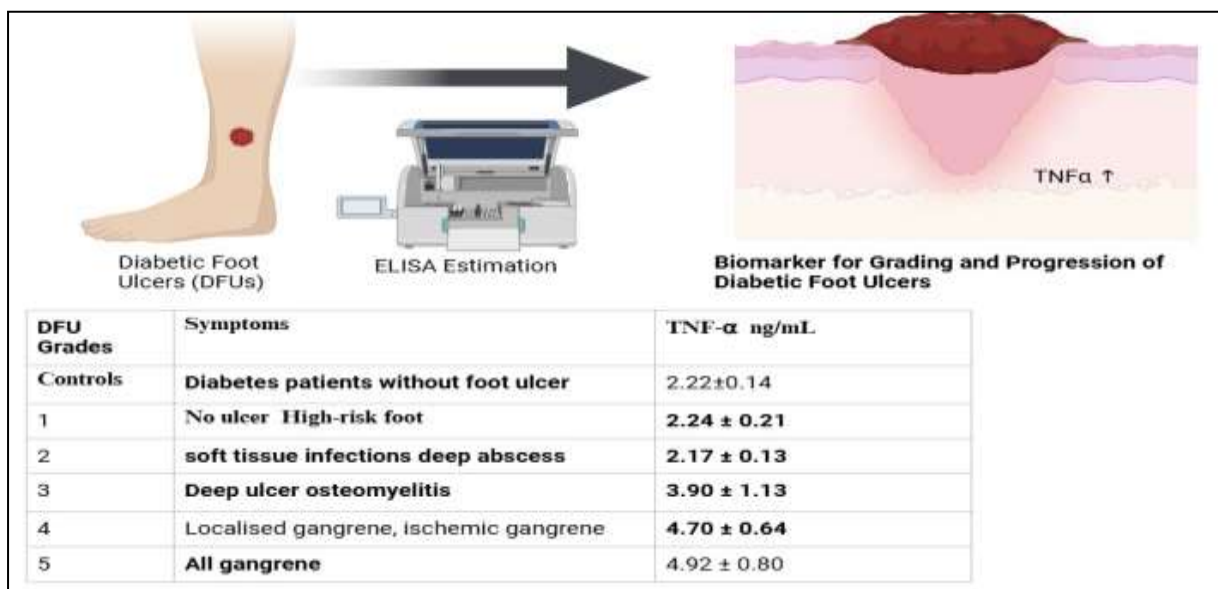 TNFα ↑
Diabetic Foot
Ulcers (DFUs)
ELISA Estimation
Biomarker for Grading and Progression of
Diabetic Foot Ulcers
DFU
Grades
Symptoms
TNF-α ng/mL
Controls
Diabetes patients without foot ulcer
2.22±0.14
1
No ulcer High-risk foot
2.24 ± 0.21
2
soft tissue infections deep abscess
2.17 ± 0.13
3
Deep ulcer osteomyelitis
3.90 ± 1.13
4
Localised gangrene, ischemic gangrene
4.70 ± 0.64
5
All gangrene
4.92 ± 0.80